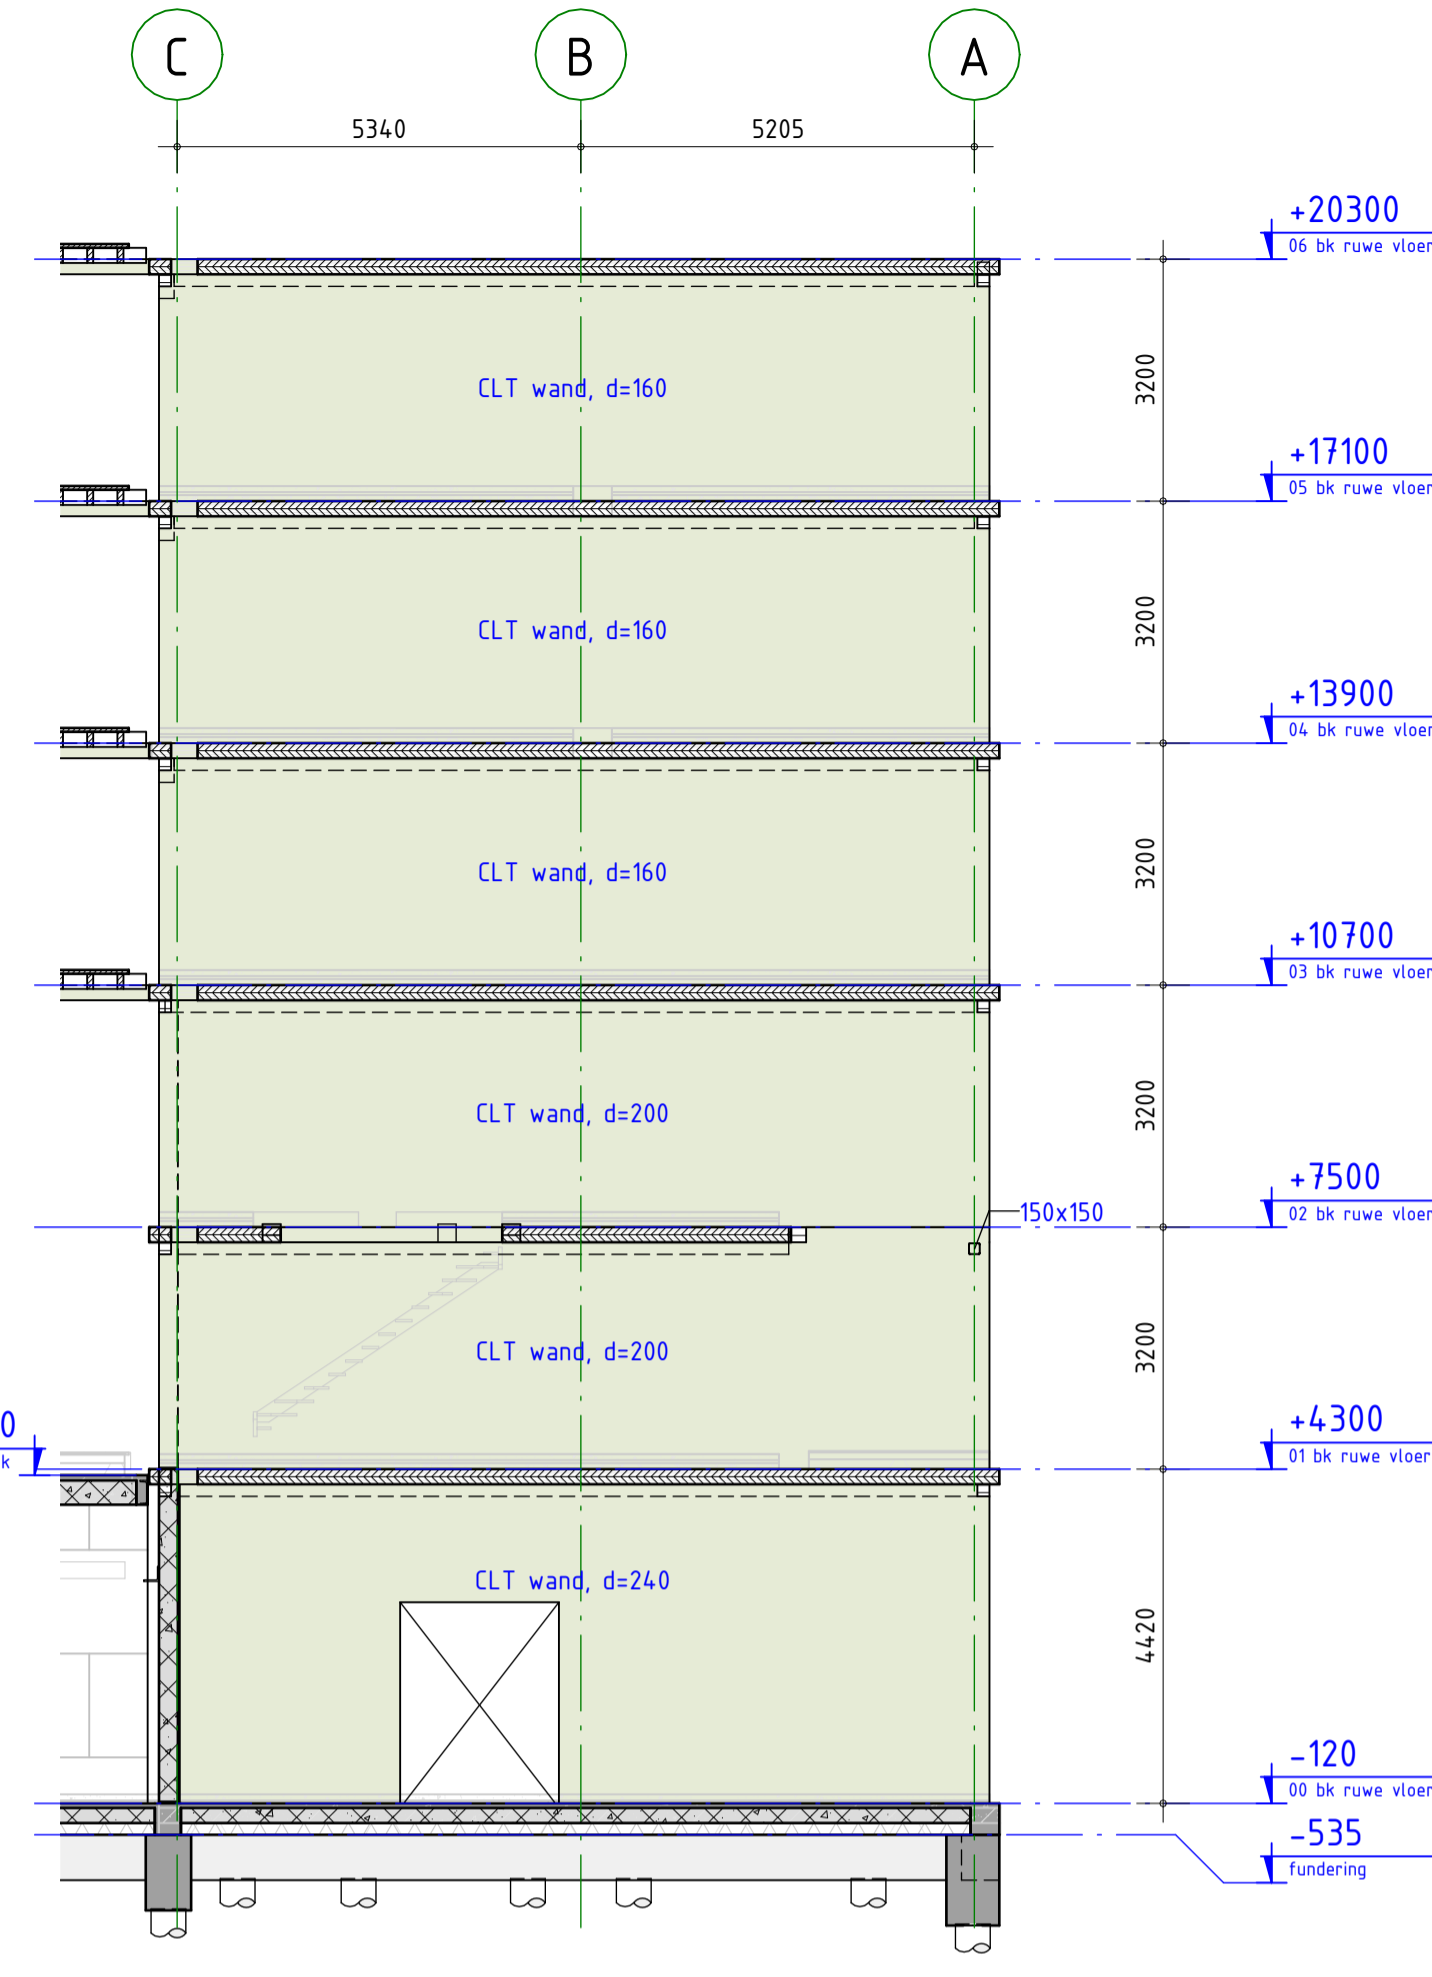 C B A
5340 5205
+20300
06 bk ruwe vloer
3200
CLT wand, d=160
+17100
05 bk ruwe vloer
3200
CLT wand, d=160
+13900
04 bk ruwe vloer
3200
CLT wand, d=160
+10700
03 bk ruwe vloer
3200
CLT wand, d=200
+7500
150x150
02 bk ruwe vloer
3200
CLT wand, d=200
0
+4300
k
01 bk ruwe vloer
CLT wand, d=240
4420
-120
00 bk ruwe vloer
-535
fundering